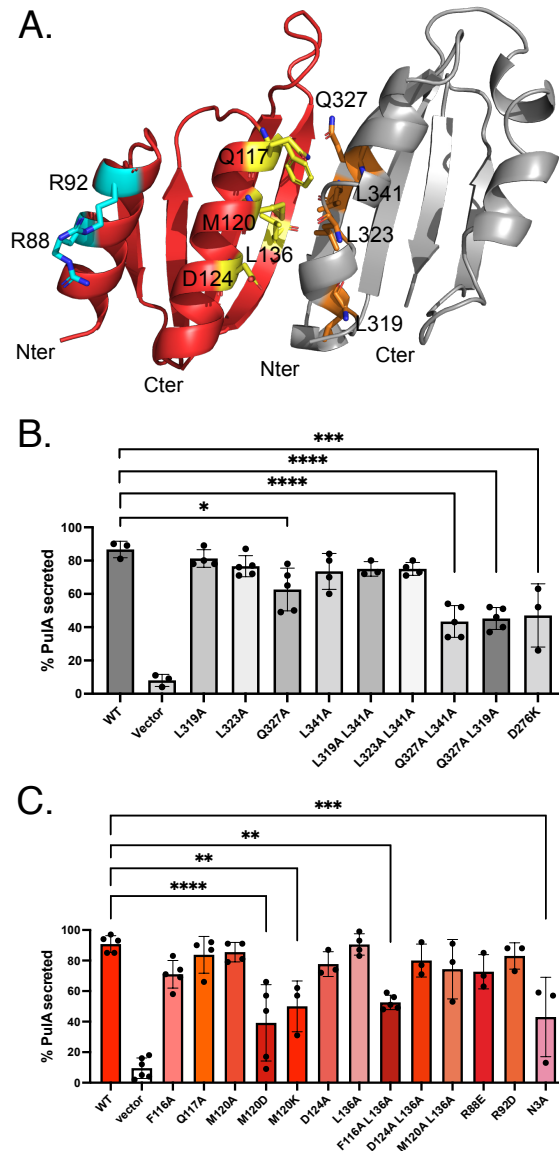 A.
Q327
Q117
R92
L341
M120
L323
R88
L136
D124
L319
Nter
Cter
Nter
Cter
B.
***
****
****
*
% PulA secreted
100
80
60
40
20
0
WT
Vector
L319A
L323A
Q327A
L341A
L319A L341A
L323A L341A
Q327A L341A
Q327A L319A
D276K
C.
***
**
**
****
% PulA secreted
100
80
60
40
20
0
WT
vector
F116A
Q117A
M120A
M120D
M120K
D124A
L136A
F116A L136A
D124A L136A
M120A L136A
R88E
R92D
N3A